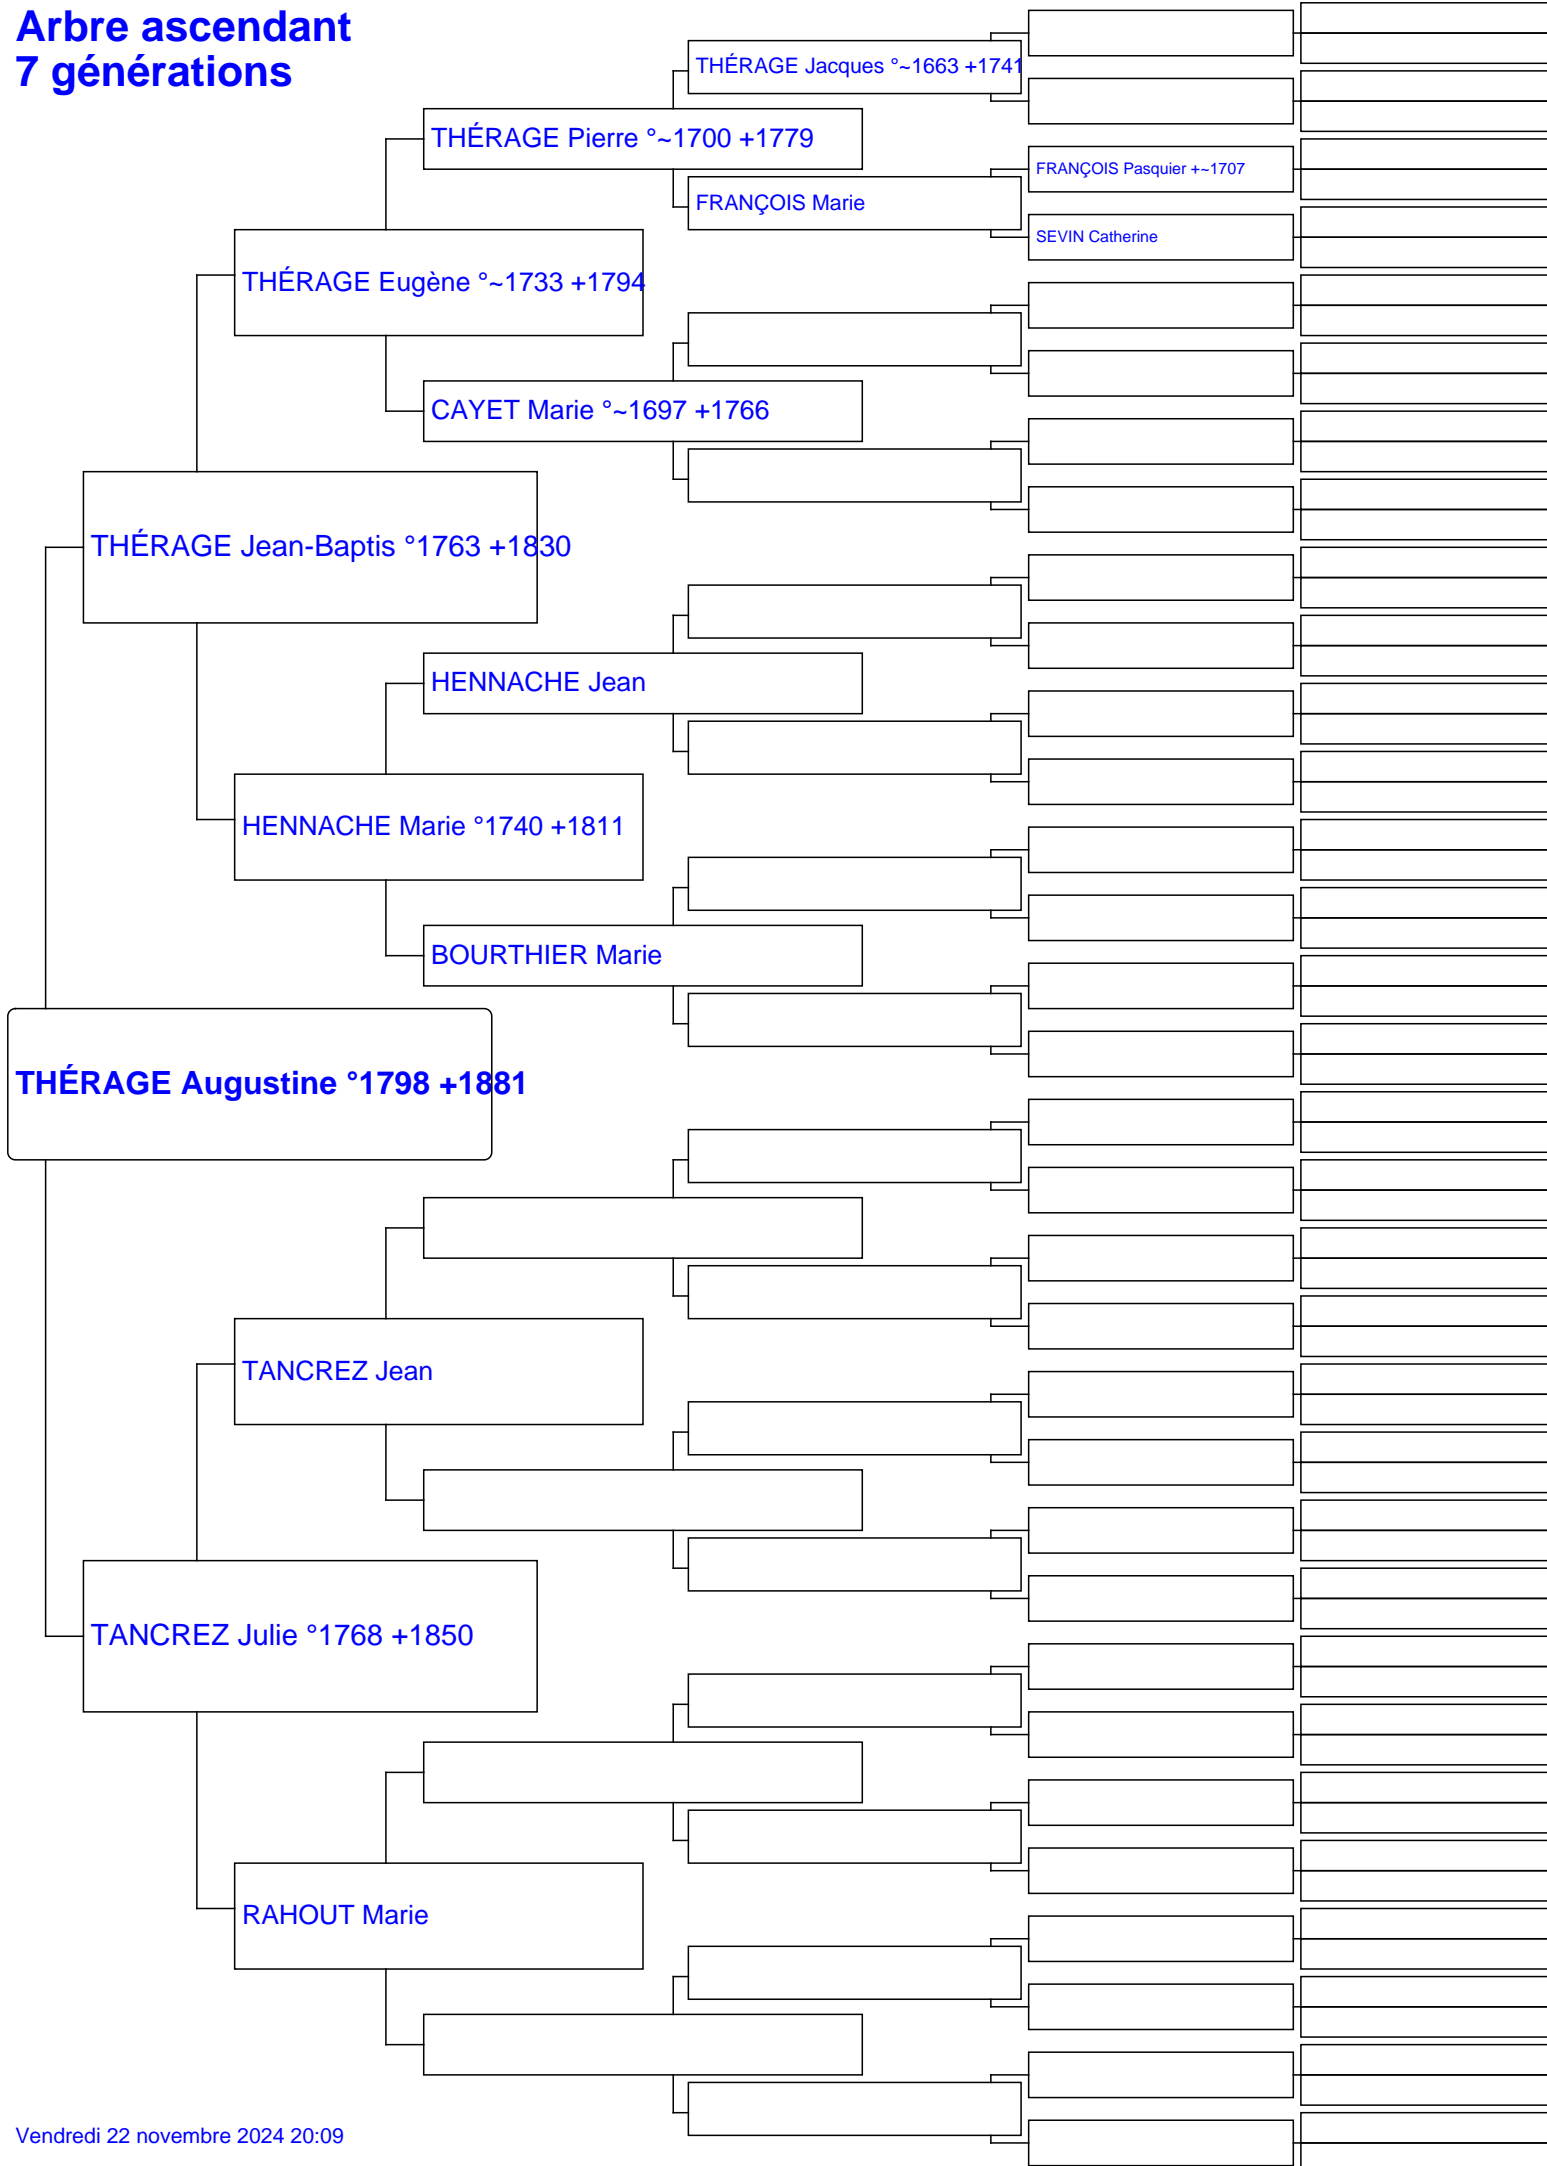 Arbre ascendant
7 générations
THÉRAGE Jacques °~1663 +1741
THÉRAGE Pierre °~1700 +1779
FRANÇOIS Pasquier +~1707
FRANÇOIS Marie
SEVIN Catherine
THÉRAGE Eugène °~1733 +1794
CAYET Marie °~1697 +1766
THÉRAGE Jean-Baptis °1763 +1830
HENNACHE Jean
HENNACHE Marie °1740 +1811
BOURTHIER Marie
THÉRAGE Augustine °1798 +1881
TANCREZ Jean
TANCREZ Julie °1768 +1850
RAHOUT Marie
Vendredi 22 novembre 2024 20:09